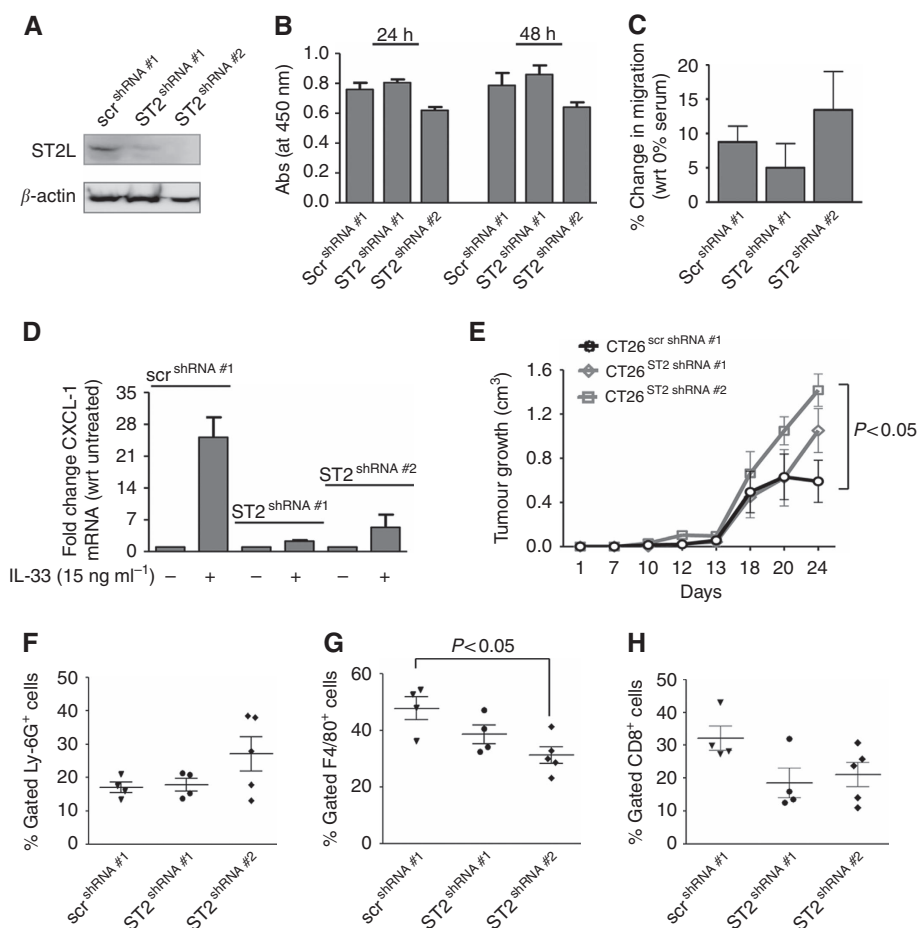 A
scr shRNA #1
ST2 shRNA #1
ST2 shRNA #2
ST2L
β-actin
B
24 h
48 h
1.0
0.8
0.6
0.4
0.2
0.0
Abs (at 450 nm)
Scr shRNA #1
ST2 shRNA #1
ST2 shRNA #2
Scr shRNA #1
ST2 shRNA #1
ST2 shRNA #2
C
% Change in migration
(wrt 0% serum)
20
15
10
5
0
Scr shRNA #1
ST2 shRNA #1
ST2 shRNA #2
D
Fold change CXCL-1
mRNA (wrt untreated)
35
28
21
14
7
0
scr shRNA #1
ST2 shRNA #1
ST2 shRNA #2
IL-33 (15 ng ml⁻¹) – + – + – +
E
CT26 scr shRNA #1
CT26 ST2 shRNA #1
CT26 ST2 shRNA #2
Tumour growth (cm³)
1.6
1.2
0.8
0.4
0.0
1 7 10 12 13 18 20 24
Days
P<0.05
F
% Gated Ly-6G⁺ cells
50
40
30
20
10
0
scr shRNA #1
ST2 shRNA #1
ST2 shRNA #2
G
P<0.05
% Gated F4/80⁺ cells
60
40
20
0
scr shRNA #1
ST2 shRNA #1
ST2 shRNA #2
H
% Gated CD8⁺ cells
50
40
30
20
10
0
scr shRNA #1
ST2 shRNA #1
ST2 shRNA #2